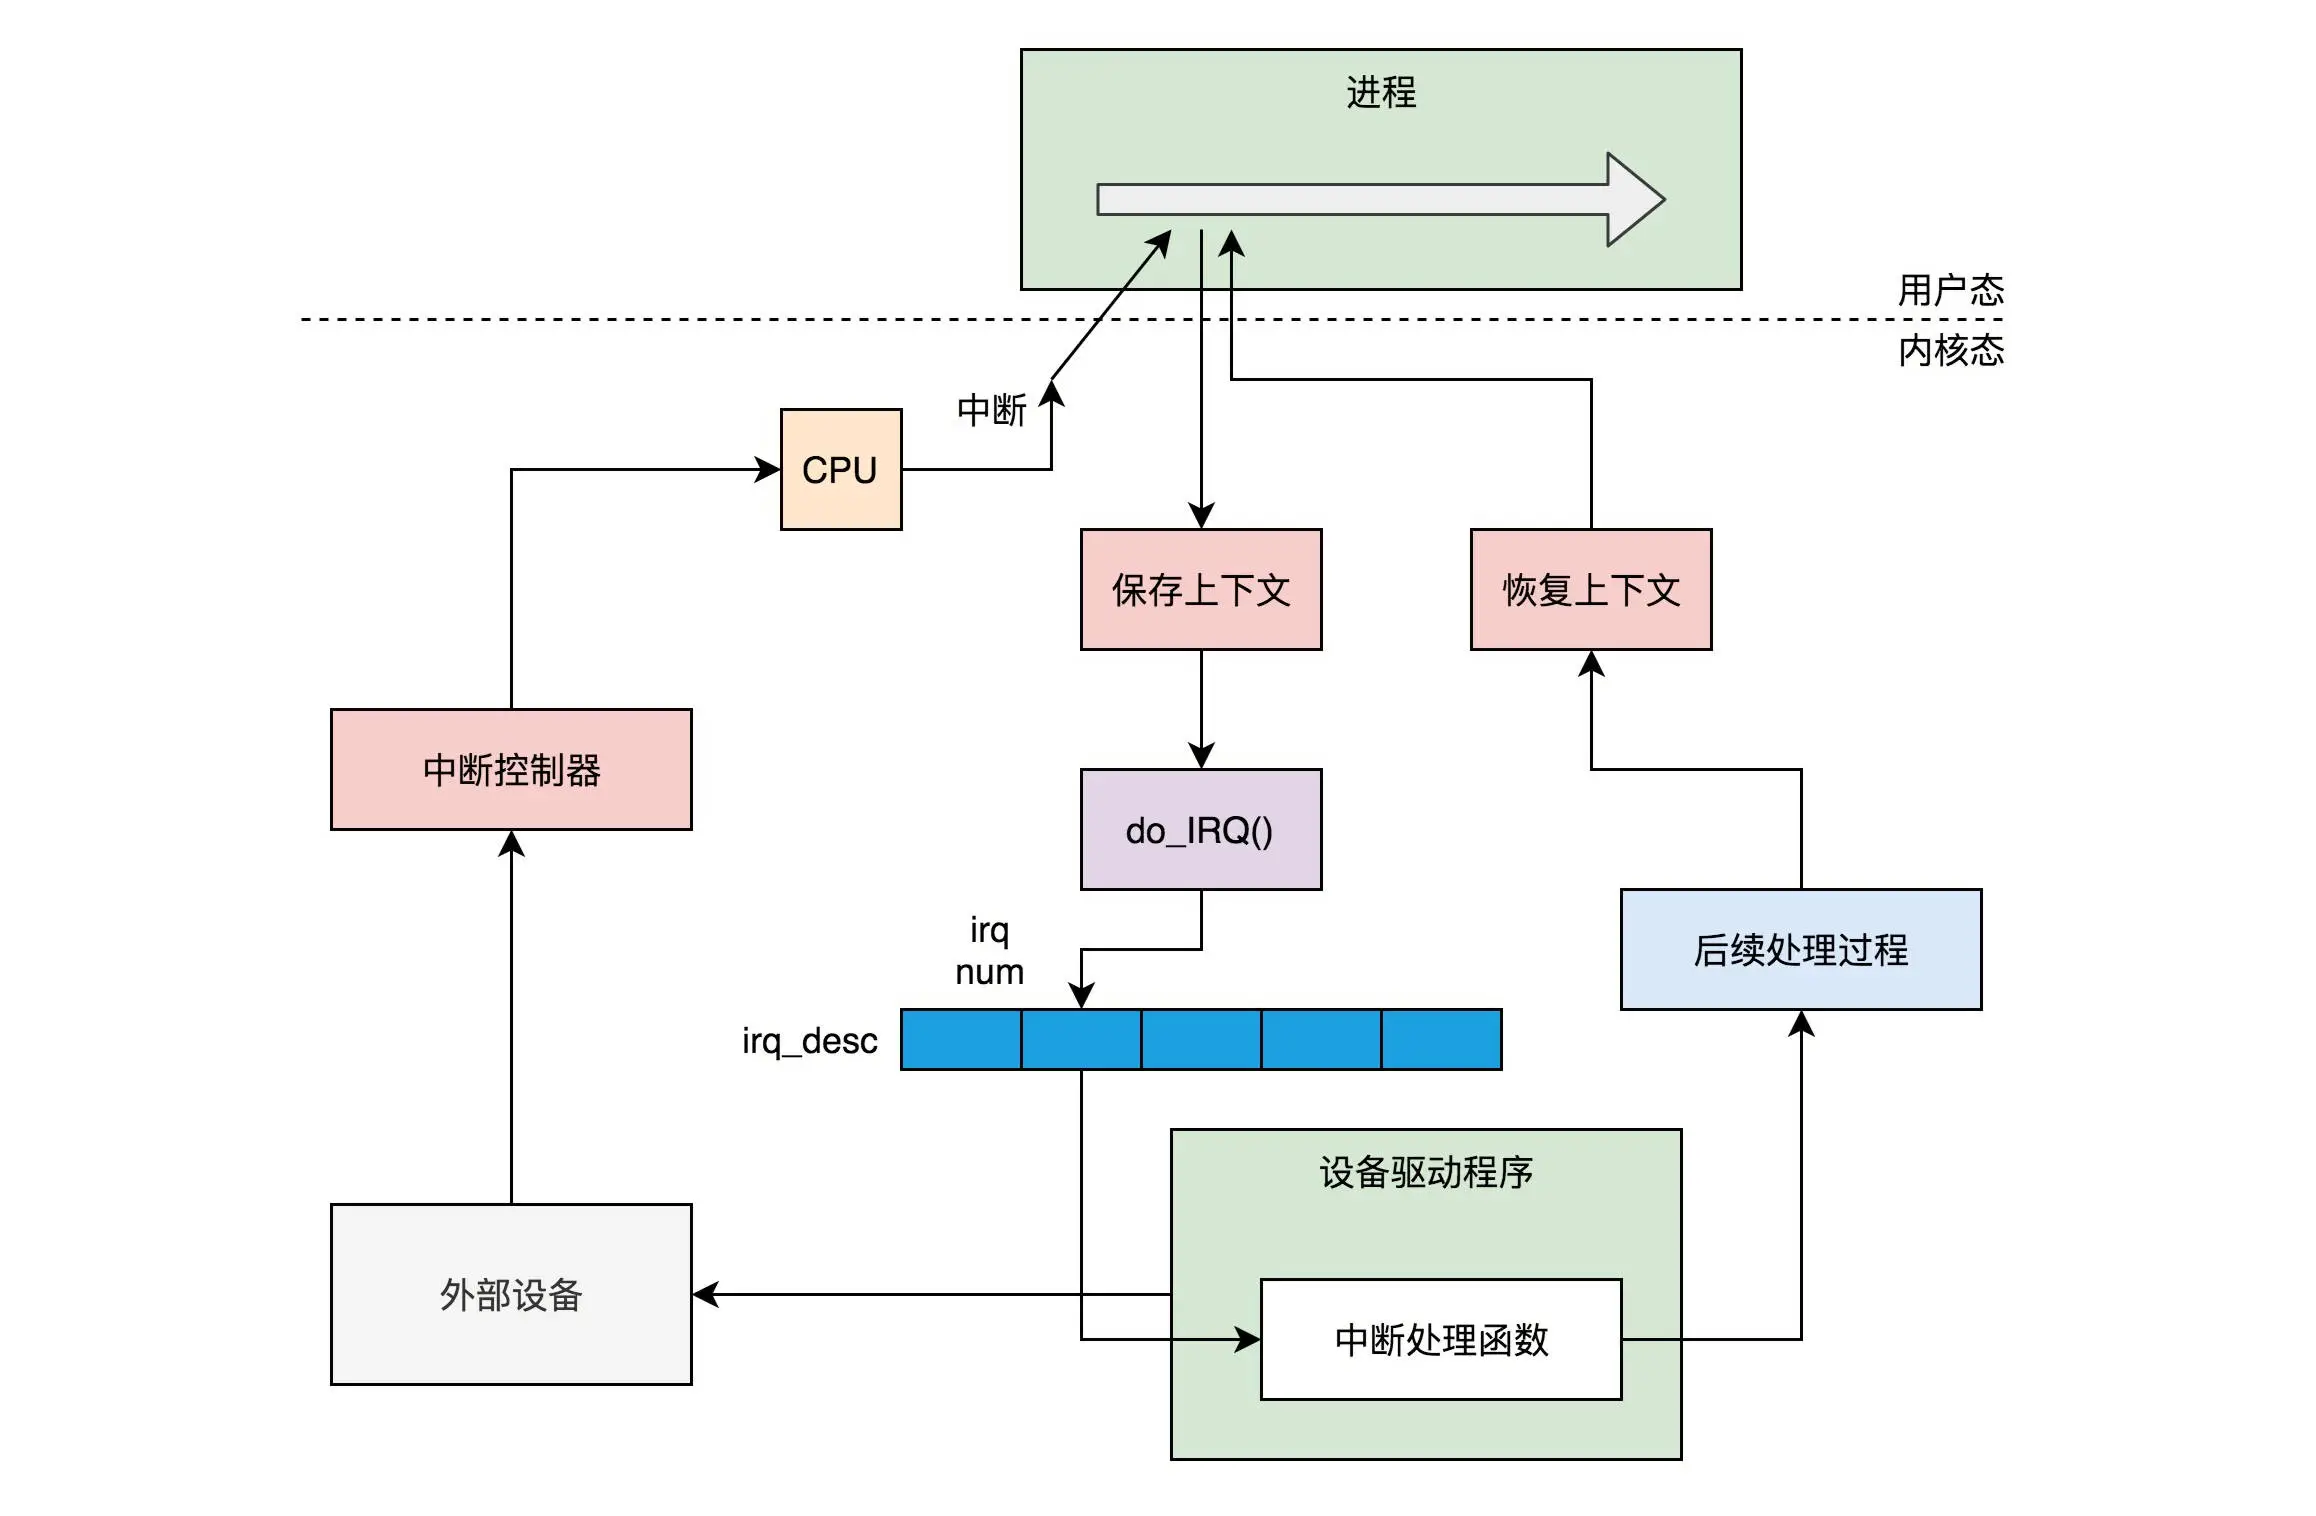 进程
用户态
内核态
中断
CPU
保存上下文
恢复上下文
中断控制器
do_IRQ()
irq
num
后续处理过程
irq_desc
设备驱动程序
外部设备
中断处理函数